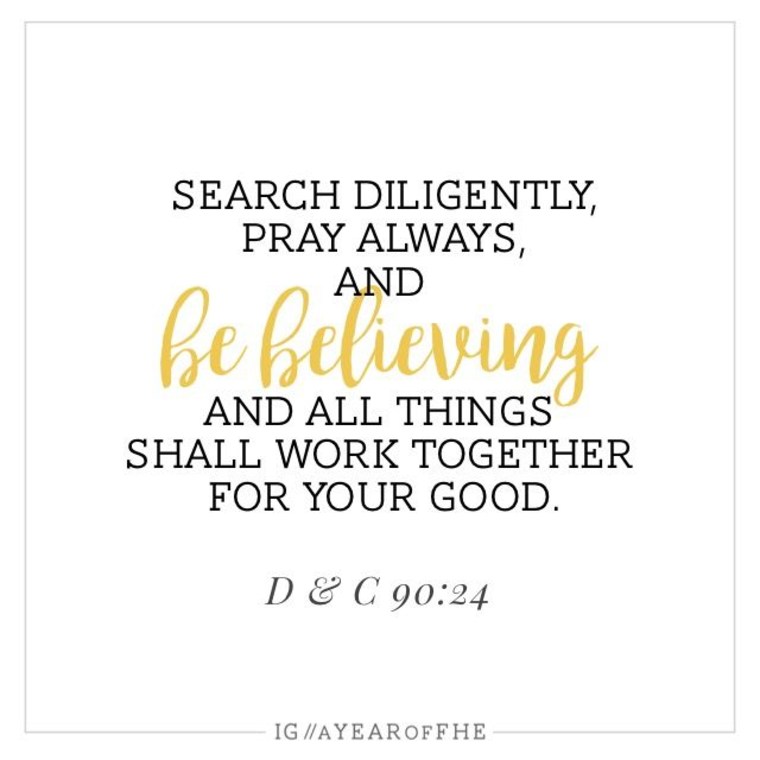 SEARCH DILIGENTLY,
PRAY ALWAYS,
AND
be believing
AND ALL THINGS
SHALL WORK TOGETHER
FOR YOUR GOOD.
D & C 90:24
IG//AYEAROFFHE